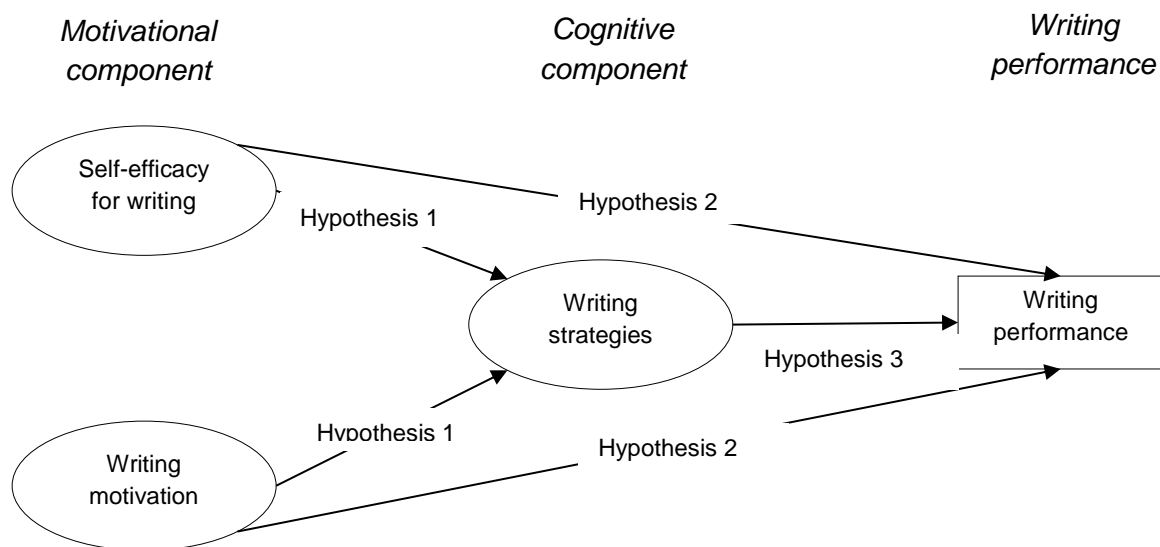 Motivational
component
Cognitive
component
Writing
performance
Self-efficacy
for writing
Hypothesis 2
Hypothesis 1
Writing
strategies
Writing
performance
Hypothesis 3
Hypothesis 1
Hypothesis 2
Writing
motivation